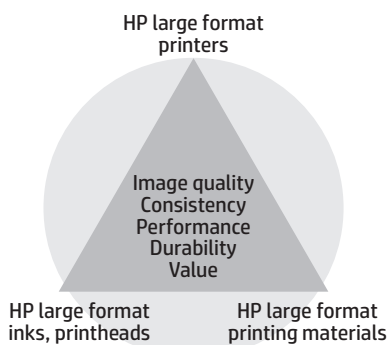 HP large format
printers
Image quality
Consistency
Performance
Durability
Value
HP large format
inks, printheads
HP large format
printing materials